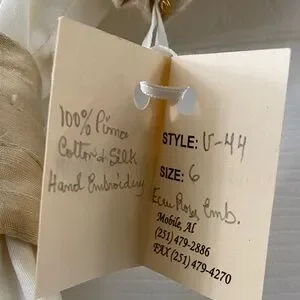 100% Pima
Cotton & Silk
Hand Embroidery
STYLE: U-44
SIZE: 6
Ecru Roses Emb.
Mobile, Al
(251) 479-2886
FAX (251) 479-4270